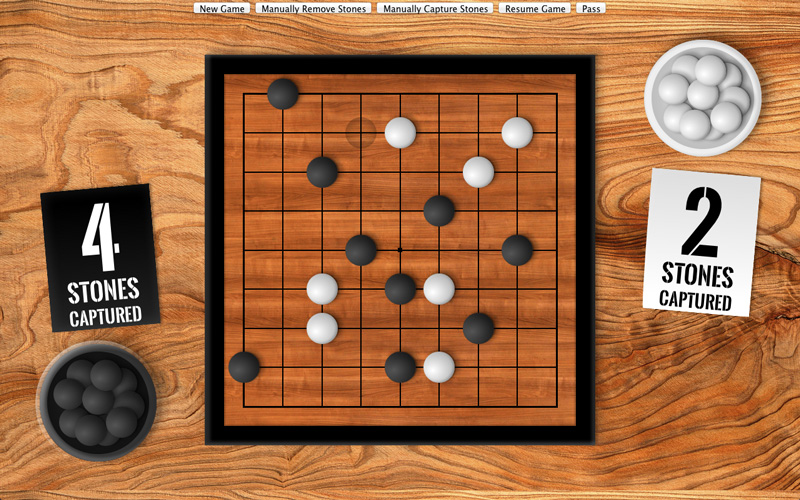 New Game Manually Remove Stones Manually Capture Stones Resume Game Pass
4
STONES
CAPTURED
2
STONES
CAPTURED